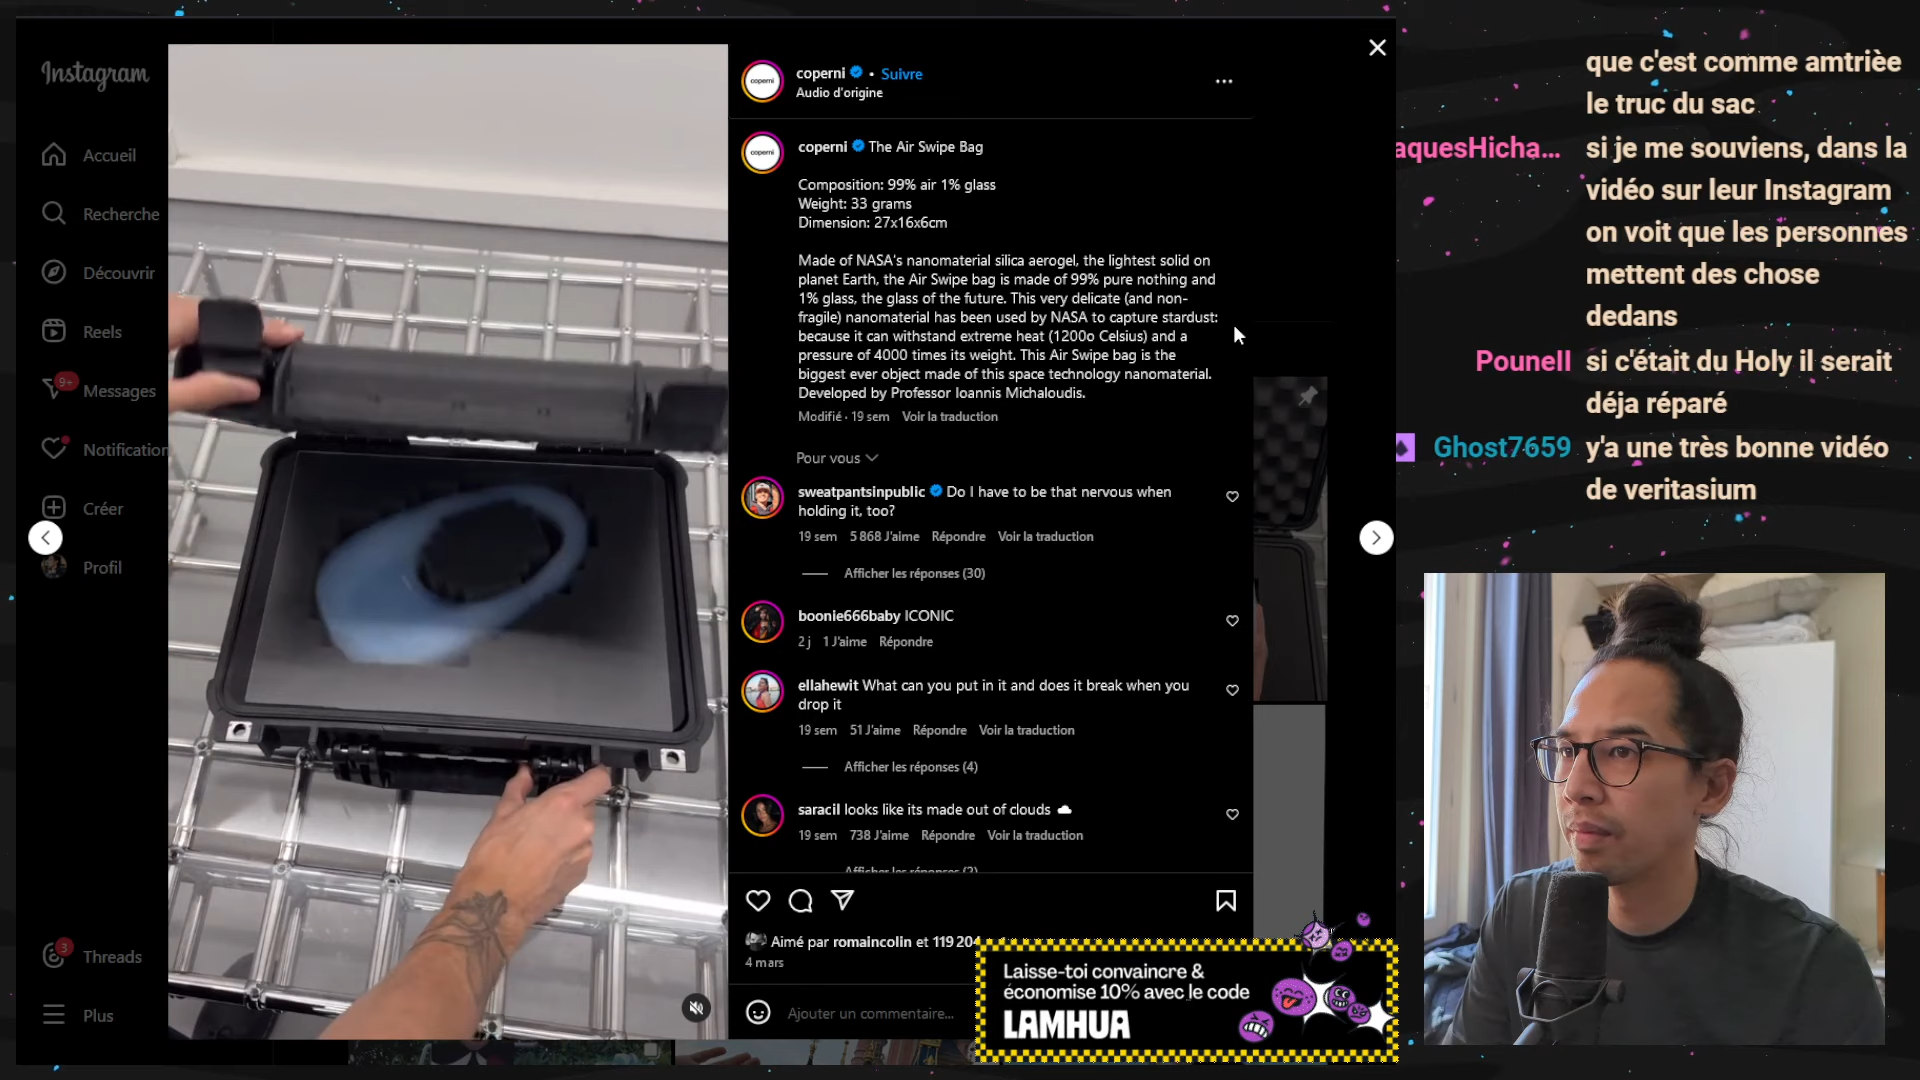 Instagram
Accueil
Recherche
Découvrir
Reels
9+
Messages
Notification
Créer
Profil
3
Threads
Plus
coperni • Suivre
Audio d'origine
coperni
coperni The Air Swipe Bag
coperni
Composition: 99% air 1% glass
Weight: 33 grams
Dimension: 27x16x6cm
Made of NASA's nanomaterial silica aerogel, the lightest solid on
planet Earth, the Air Swipe bag is made of 99% pure nothing and
1% glass, the glass of the future. This very delicate (and non-
fragile) nanomaterial has been used by NASA to capture stardust:
because it can withstand extreme heat (1200o Celsius) and a
pressure of 4000 times its weight. This Air Swipe bag is the
biggest ever object made of this space technology nanomaterial.
Developed by Professor Ioannis Michaloudis.
Modifié · 19 sem Voir la traduction
Pour vous
sweatpantsinpublic Do I have to be that nervous when
holding it, too?
19 sem 5 868 J'aime Répondre Voir la traduction
Afficher les réponses (30)
boonie666baby ICONIC
2 j 1 J'aime Répondre
ellahewit What can you put in it and does it break when you
drop it
19 sem 51 J'aime Répondre Voir la traduction
Afficher les réponses (4)
saracil looks like its made out of clouds
19 sem 738 J'aime Répondre Voir la traduction
Afficher les réponses (2)
Aimé par romaincolin et 119 204
4 mars
Ajouter un commentaire...
Laisse-toi convaincre &
économise 10% avec le code
LAMHUA
que c'est comme amtrièe
le truc du sac
aquesHicha... si je me souviens, dans la
vidéo sur leur Instagram
on voit que les personnes
mettent des chose
dedans
Pounell si c'était du Holy il serait
déja réparé
Ghost7659 y'a une très bonne vidéo
de veritasium